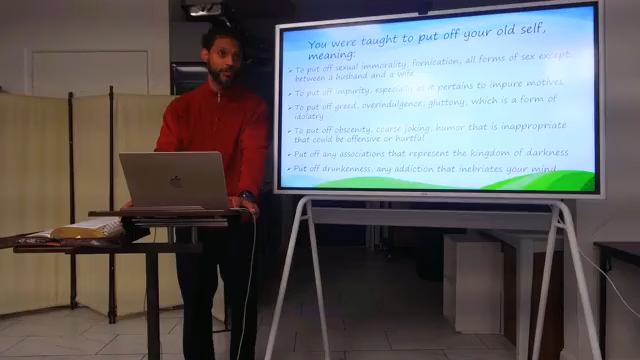 You were taught to put off your old self,
meaning:
➤ To put off sexual immorality, fornication, all forms of sex except
between a husband and a wife
➤ To put off impurity, especially as it pertains to impure motives
➤ To put off greed, overindulgence, gluttony, which is a form of
idolatry
➤ To put off obscenity, coarse joking, humor that is inappropriate
that could be offensive or hurtful
➤ Put off any associations that represent the kingdom of darkness
➤ Put off drunkenness, any addiction that inebriates your mind